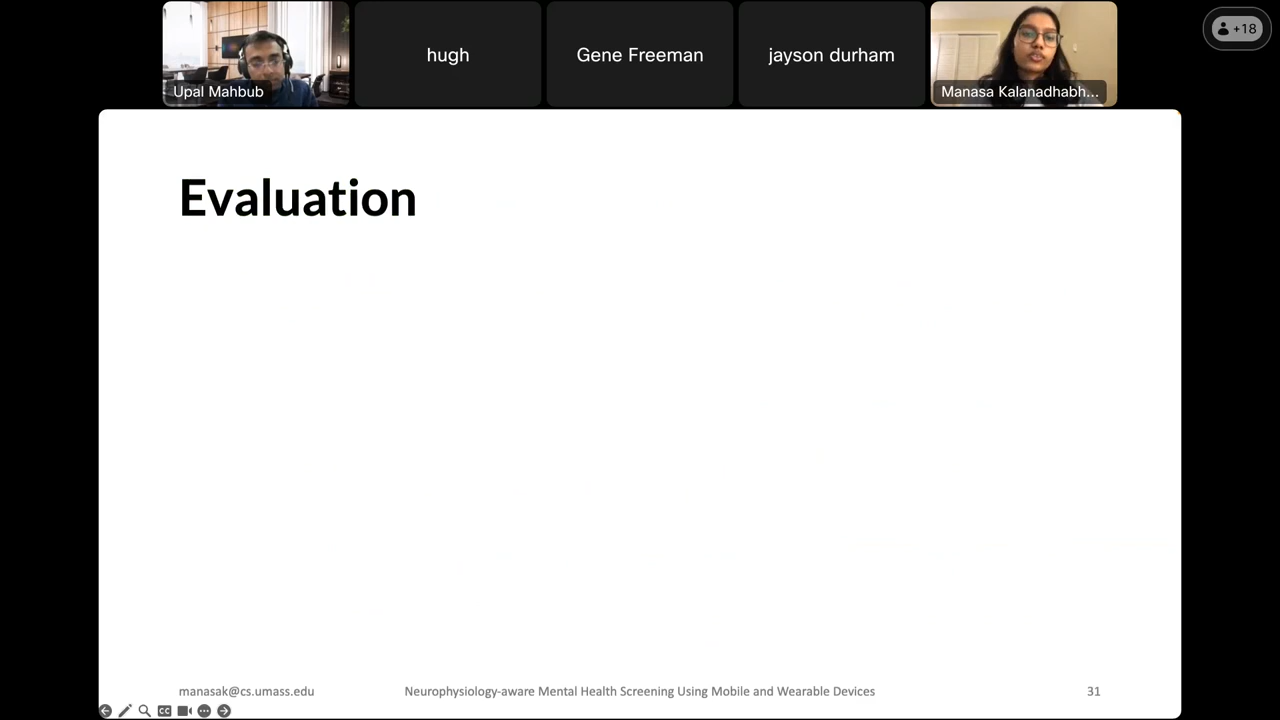 Upal Mahbub
hugh
Gene Freeman
jayson durham
Manasa Kalanadhabh...
+18
Evaluation
manasak@cs.umass.edu
Neurophysiology-aware Mental Health Screening Using Mobile and Wearable Devices
31
CC